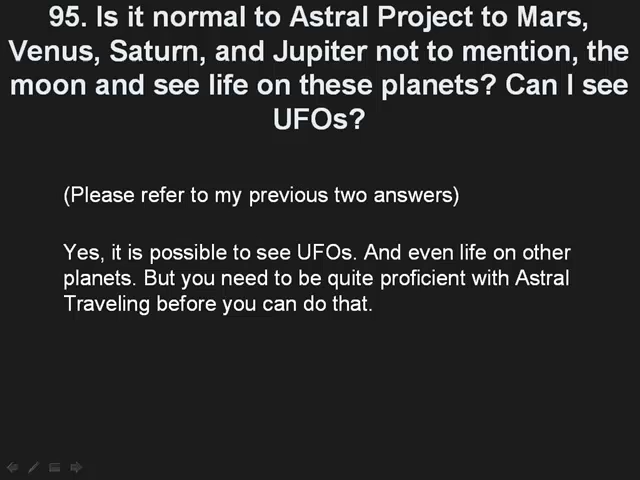 95. Is it normal to Astral Project to Mars,
Venus, Saturn, and Jupiter not to mention, the
moon and see life on these planets? Can I see
UFOs?
(Please refer to my previous two answers)
Yes, it is possible to see UFOs. And even life on other
planets. But you need to be quite proficient with Astral
Traveling before you can do that.